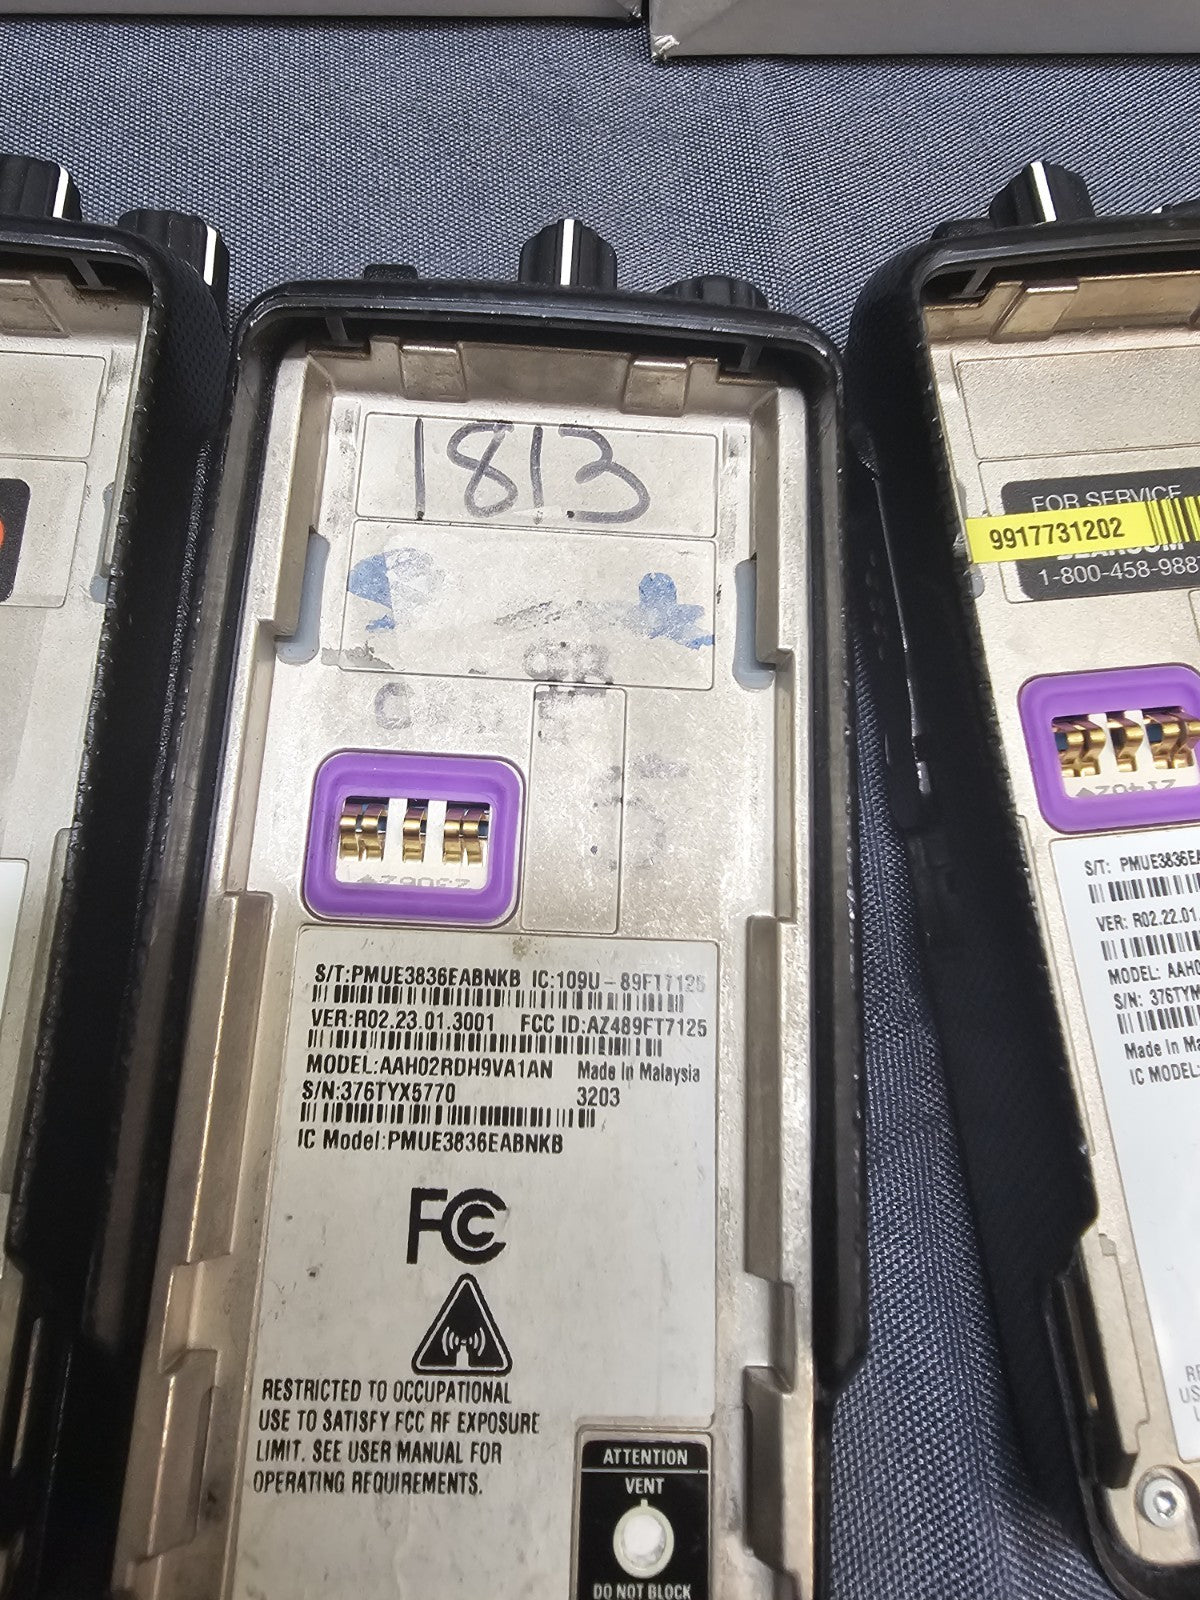 1813
S/T:PMUE3836EABNKB IC:109U-89FT7125
VER:R02.23.01.3001 FCC ID:AZ489FT7125
MODEL:AAH02RDH9VA1AN Made In Malaysia
S/N:376TYX5770 3203
IC Model:PMUE3836EABNKB
FC
RESTRICTED TO OCCUPATIONAL
USE TO SATISFY FCC RF EXPOSURE
LIMIT. SEE USER MANUAL FOR
OPERATING REQUIREMENTS.
ATTENTION
VENT
DO NOT BLOCK
FOR SERVICE
9917731202
1-800-458-988
S/T: PMUE3836EA
VER: R02.22.01
MODEL: AAH0
S/N: 376TYM
Made In Ma
IC MODEL: